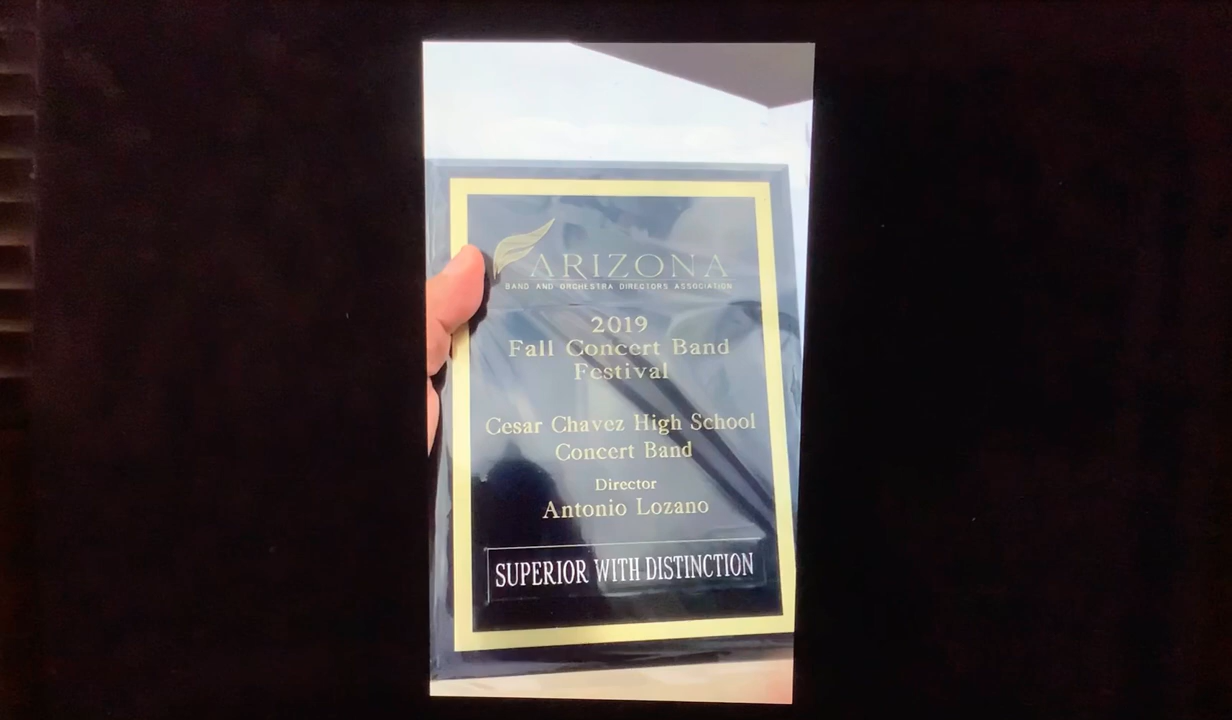 ARIZONA
BAND AND ORCHESTRA DIRECTORS ASSOCIATION
2019
Fall Concert Band
Festival
Cesar Chavez High School
Concert Band
Director
Antonio Lozano
SUPERIOR WITH DISTINCTION